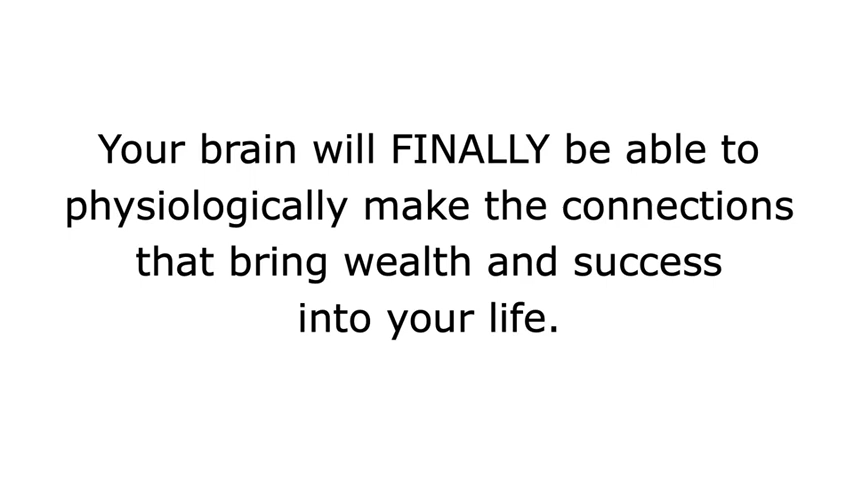 Your brain will FINALLY be able to
physiologically make the connections
that bring wealth and success
into your life.